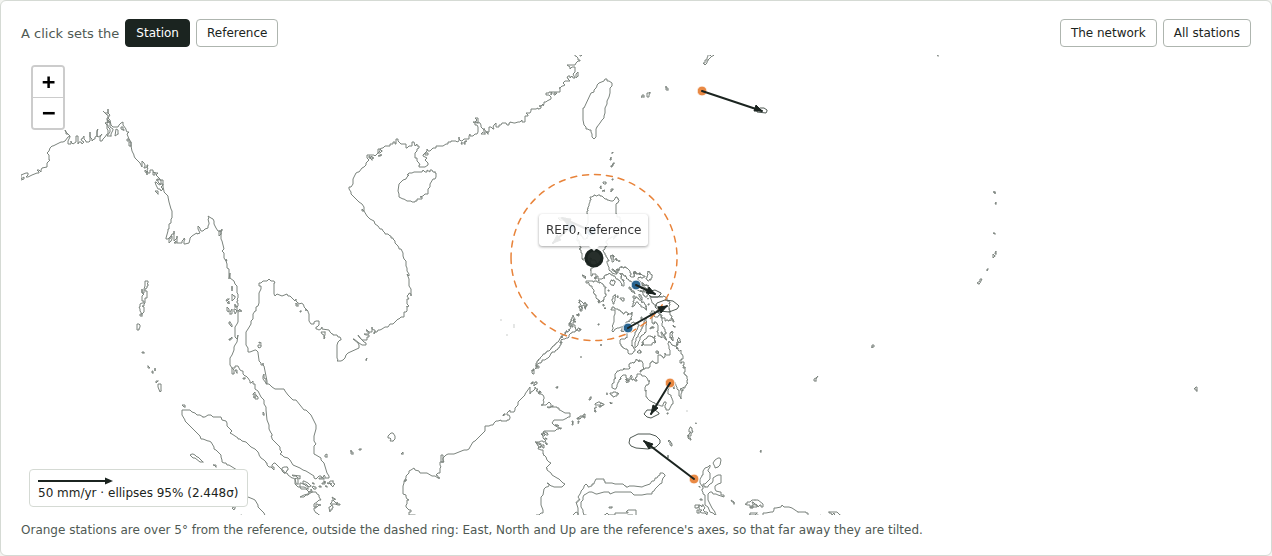 A click sets the Station Reference The network All stations
+
−
REF0, reference
50 mm/yr · ellipses 95% (2.448σ)
Orange stations are over 5° from the reference, outside the dashed ring: East, North and Up are the reference's axes, so that far away they are tilted.